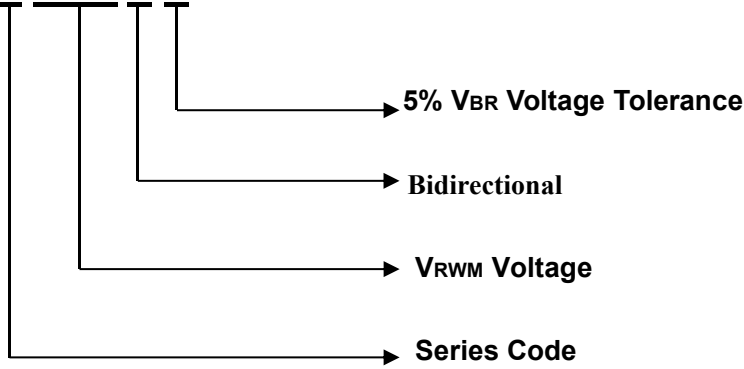 5% VBR Voltage Tolerance
Bidirectional
VRWM Voltage
Series Code